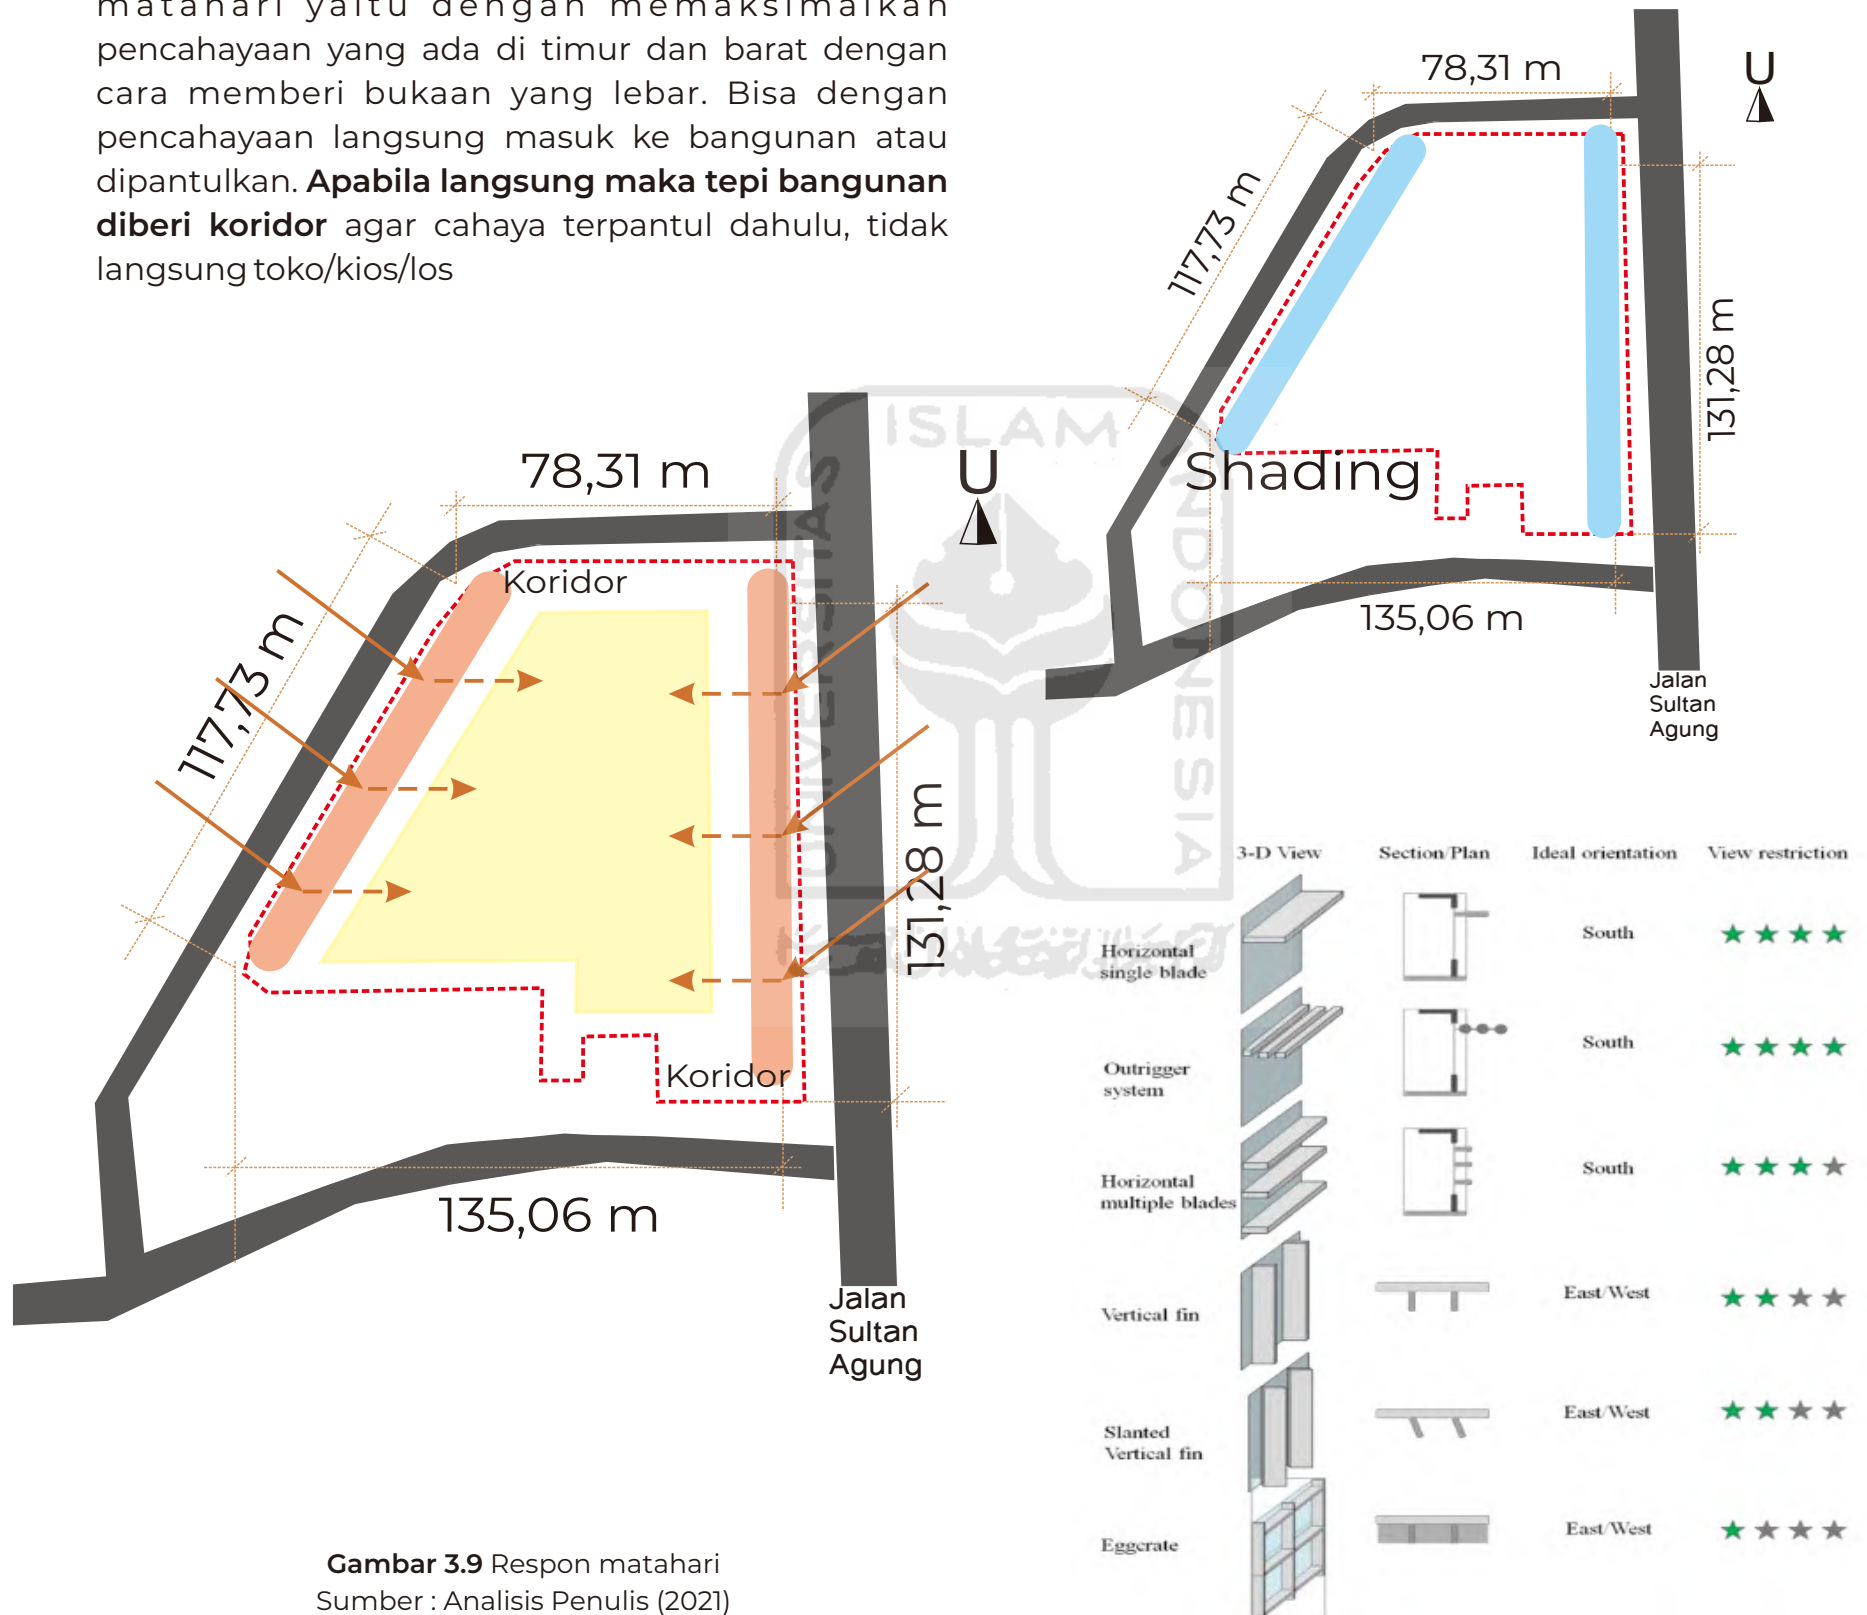 matahari yaitu dengan memaksimalkan
pencahayaan yang ada di timur dan barat dengan
cara memberi bukaan yang lebar. Bisa dengan
pencahayaan langsung masuk ke bangunan atau
dipantulkan. Apabila langsung maka tepi bangunan
diberi koridor agar cahaya terpantul dahulu, tidak
langsung toko/kios/los
78,31 m
U
117,73 m
131,28 m
Shading
135,06 m
Jalan
Sultan
Agung
78,31 m
U
Koridor
117,73 m
131,28 m
Koridor
135,06 m
Jalan
Sultan
Agung
ISLAM
UNIVERSITAS
INDONESIA
3-D View Section/Plan Ideal orientation View restriction
Horizontal
single blade
South
Outrigger
system
South
Horizontal
multiple blades
South
Vertical fin
East/West
Slanted
Vertical fin
East/West
Eggcrate
East/West
Gambar 3.9 Respon matahari
Sumber : Analisis Penulis (2021)